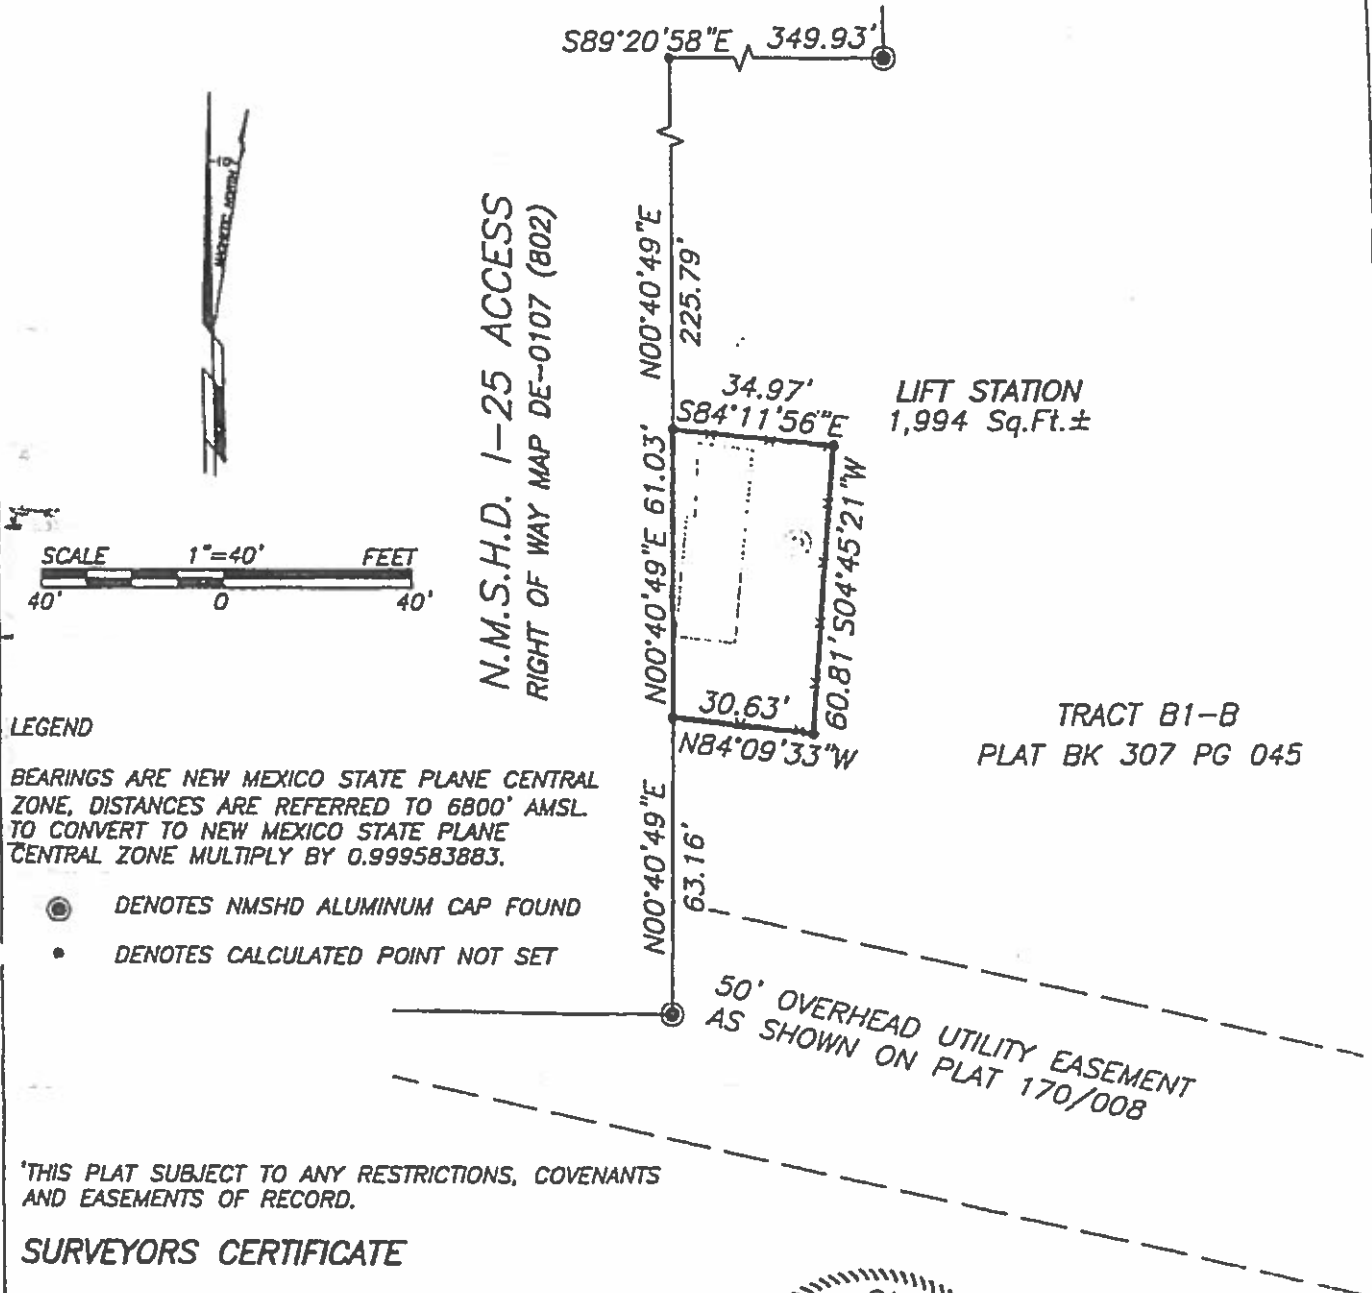 S89°20'58"E 349.93'
MAGNETIC NORTH
N.M.S.H.D. I-25 ACCESS
RIGHT OF WAY MAP DE-0107 (802)
N00°40'49"E
225.79'
34.97'
S84°11'56"E
LIFT STATION
1,994 Sq.Ft.±
N00°40'49"E 61.03'
60.81' S04°45'21"W
SCALE 1"=40' FEET
40' 0 40'
30.63'
N84°09'33"W
TRACT B1-B
PLAT BK 307 PG 045
LEGEND
BEARINGS ARE NEW MEXICO STATE PLANE CENTRAL
ZONE, DISTANCES ARE REFERRED TO 6800' AMSL.
TO CONVERT TO NEW MEXICO STATE PLANE
CENTRAL ZONE MULTIPLY BY 0.999583883.
N00°40'49"E
63.16'
DENOTES NMSHD ALUMINUM CAP FOUND
DENOTES CALCULATED POINT NOT SET
50' OVERHEAD UTILITY EASEMENT
AS SHOWN ON PLAT 170/008
'THIS PLAT SUBJECT TO ANY RESTRICTIONS, COVENANTS
AND EASEMENTS OF RECORD.
SURVEYORS CERTIFICATE